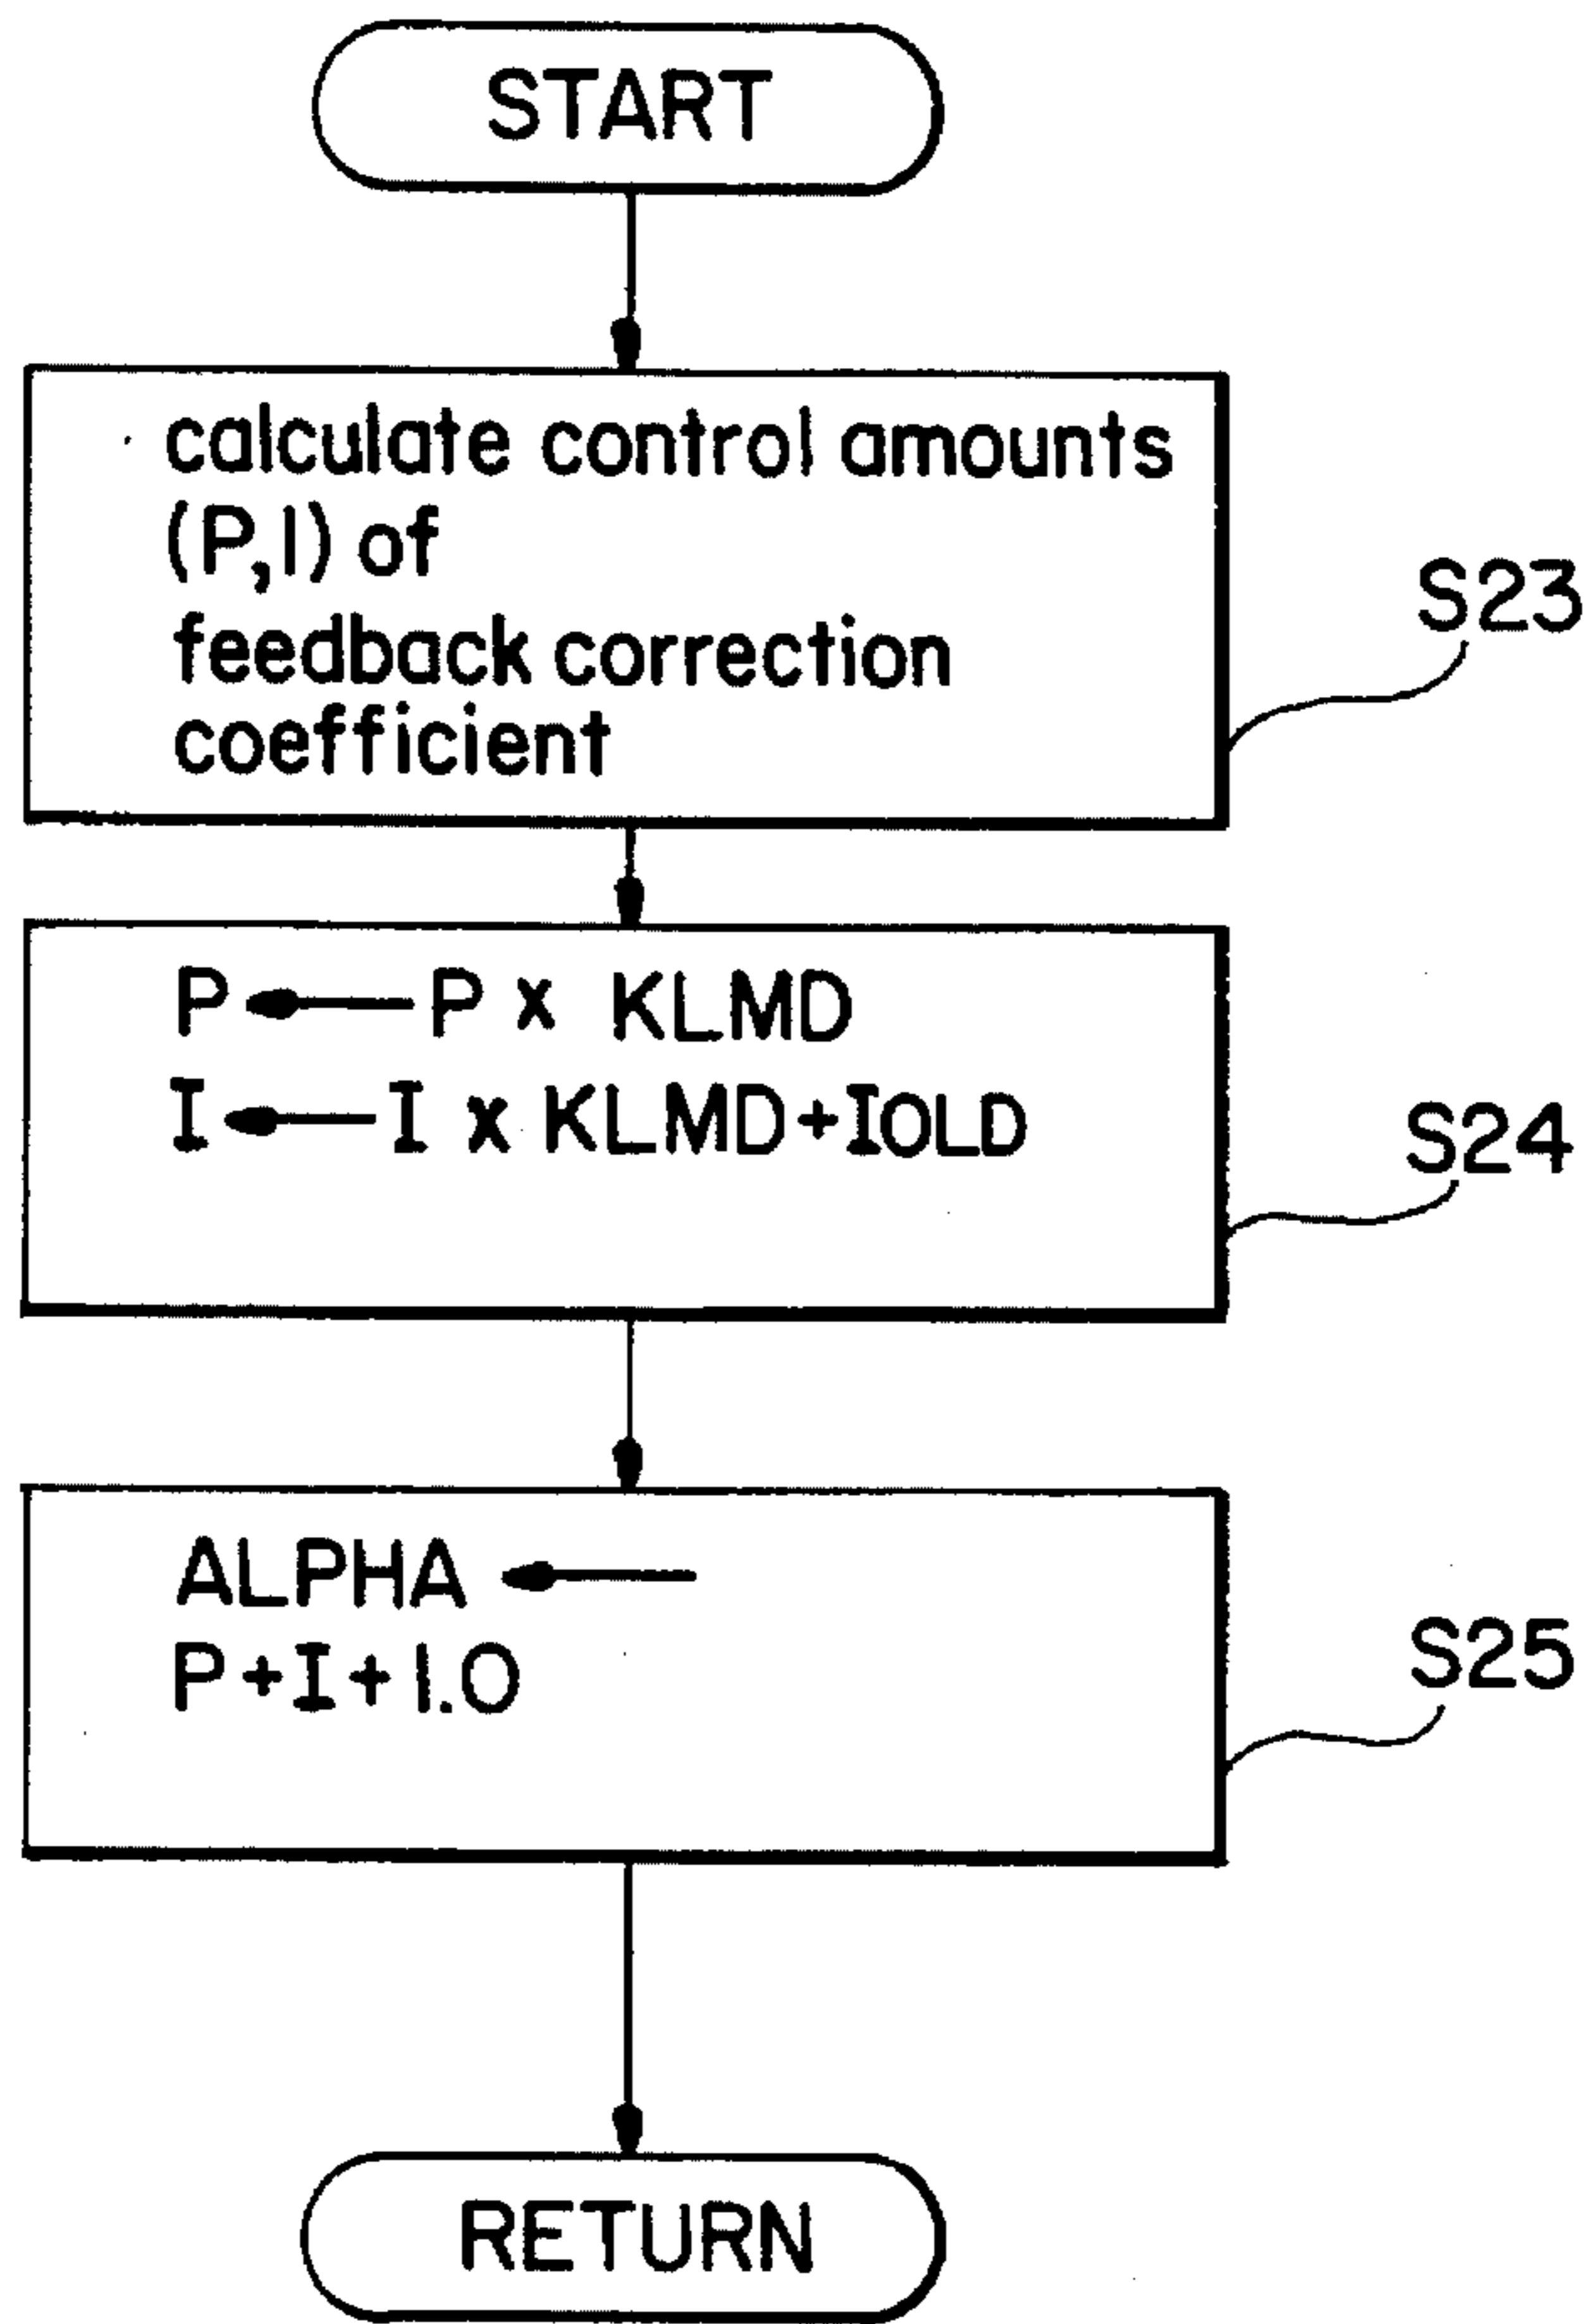 START
calculate control amounts
(P,I) of
feedback correction
coefficient
S23
P ← P x KLMD
I ← I x KLMD+IOLD
S24
ALPHA ←
P+I+1.0
S25
RETURN